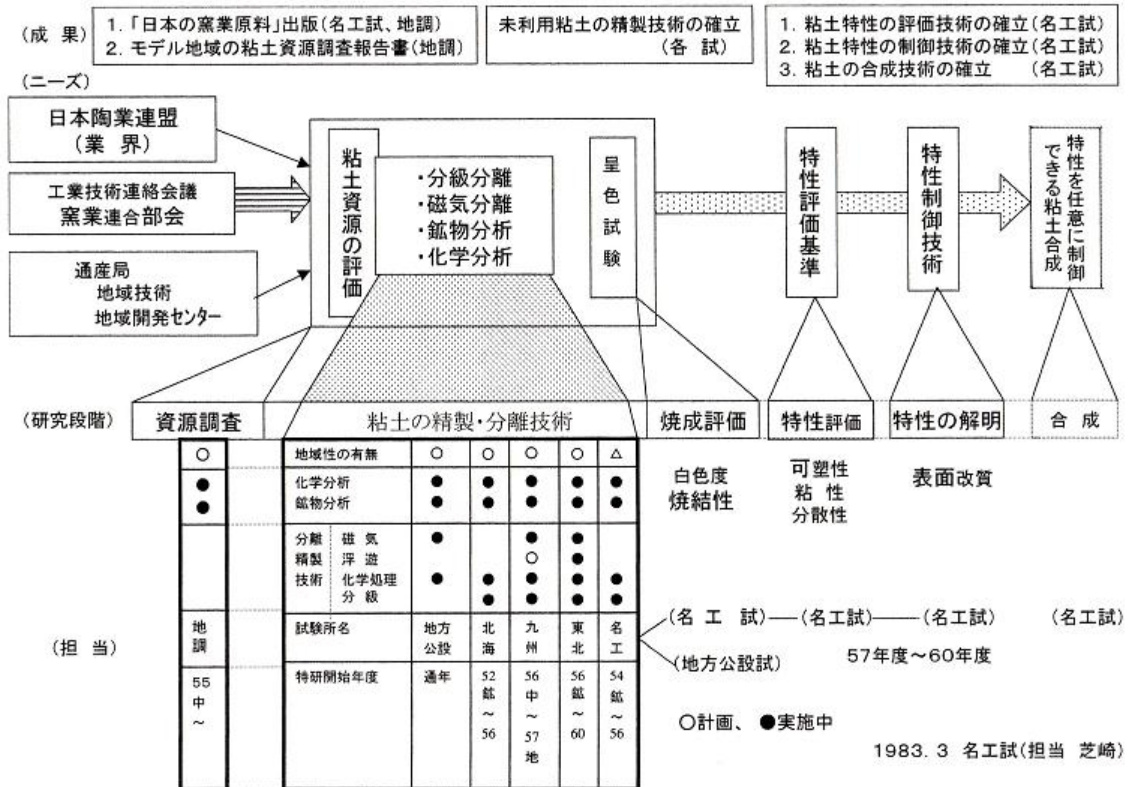 (成 果)
1. 「日本の窯業原料」出版(名工試、地調)
2. モデル地域の粘土資源調査報告書(地調)
未利用粘土の精製技術の確立
(各 試)
1. 粘土特性の評価技術の確立(名工試)
2. 粘土特性の制御技術の確立(名工試)
3. 粘土の合成技術の確立 (名工試)
(ニーズ)
日本陶業連盟
(業 界)
工業技術連絡会議
窯業連合部会
通産局
地域技術
地域開発センター
粘土資源の評価
・分級分離
・磁気分離
・鉱物分析
・化学分析
呈色試験
特性評価基準
特性制御技術
特性を任意に制御
できる粘土合成
(研究段階)
資源調査
粘土の精製・分離技術
焼成評価
特性評価
特性の解明
合 成
○ 地域性の有無 ○ ○ ○ ○ △
● 化学分析 ● ● ● ● ●
● 鉱物分析 ● ● ● ● ●
分離 磁 気 ● ● ●
精製 浮 遊 ○ ●
技術 化学処理 ● ● ● ● ●
分 級 ● ● ● ●
白色度
焼結性
可塑性
粘 性
分散性
表面改質
(担 当)
地調
試験所名
地方公設
北海
九州
東北
名工
55中~
特研開始年度
通年
52鉱~56
56中~57地
56鉱~60
54鉱~56
(名 工 試)—(名工試)—(名工試) (名工試)
(地方公設試)
57年度~60年度
○計画、 ●実施中
1983. 3 名工試(担当 芝崎)